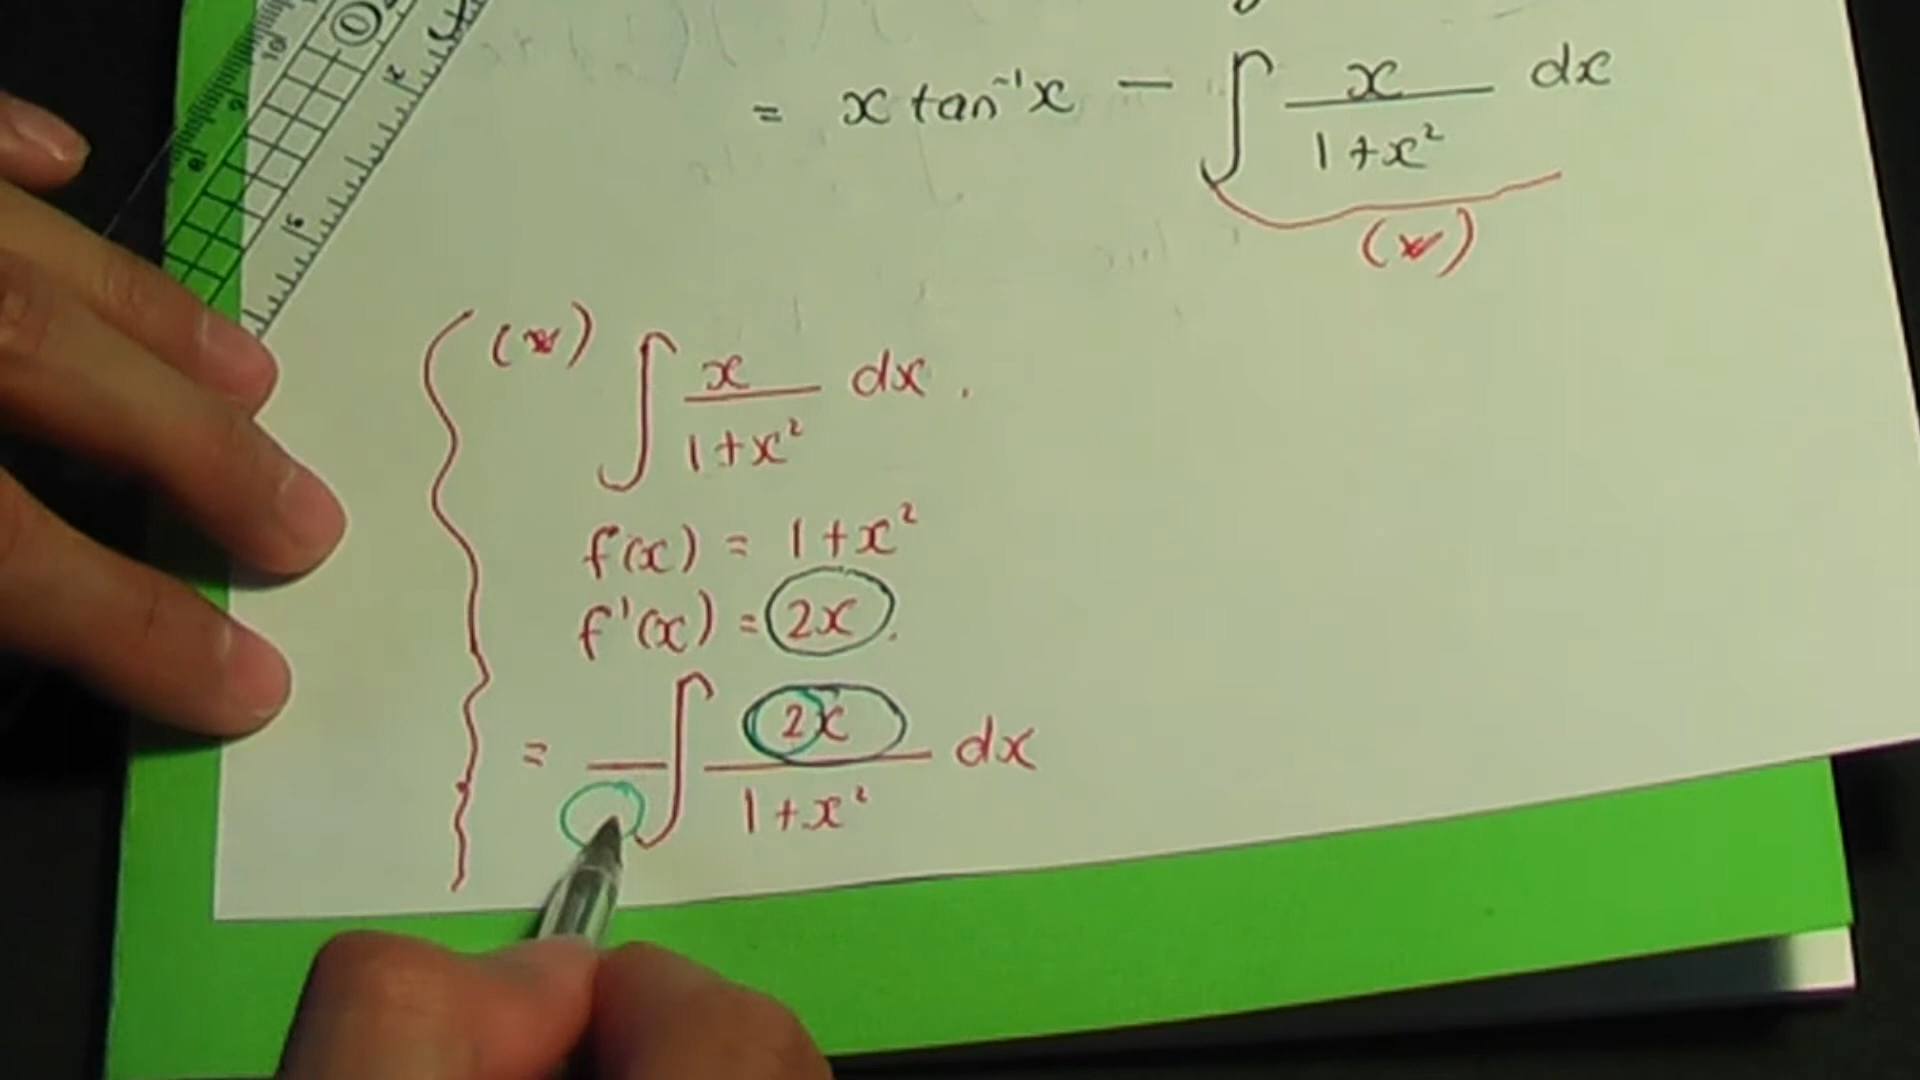 = x tan⁻¹x − ∫ x/(1+x²) dx
(*)
(*) ∫ x/(1+x²) dx .
f(x) = 1+x²
f'(x) = 2x .
= — ∫ 2x/(1+x²) dx